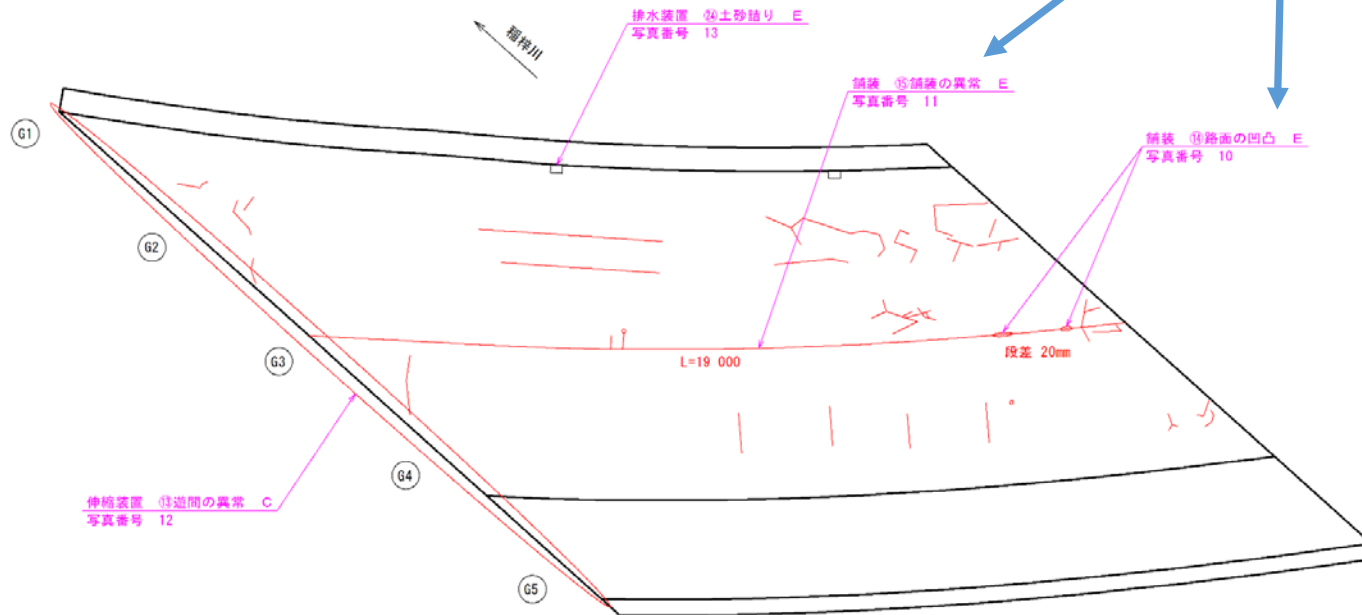 排水装置 ㉔土砂詰り E
写真番号 13
稲梓川
舗装 ⑮舗装の異常 E
写真番号 11
舗装 ⑭路面の凹凸 E
写真番号 10
G1
G2
G3
L=19 000
段差 20mm
G4
伸縮装置 ⑬遊間の異常 C
写真番号 12
G5